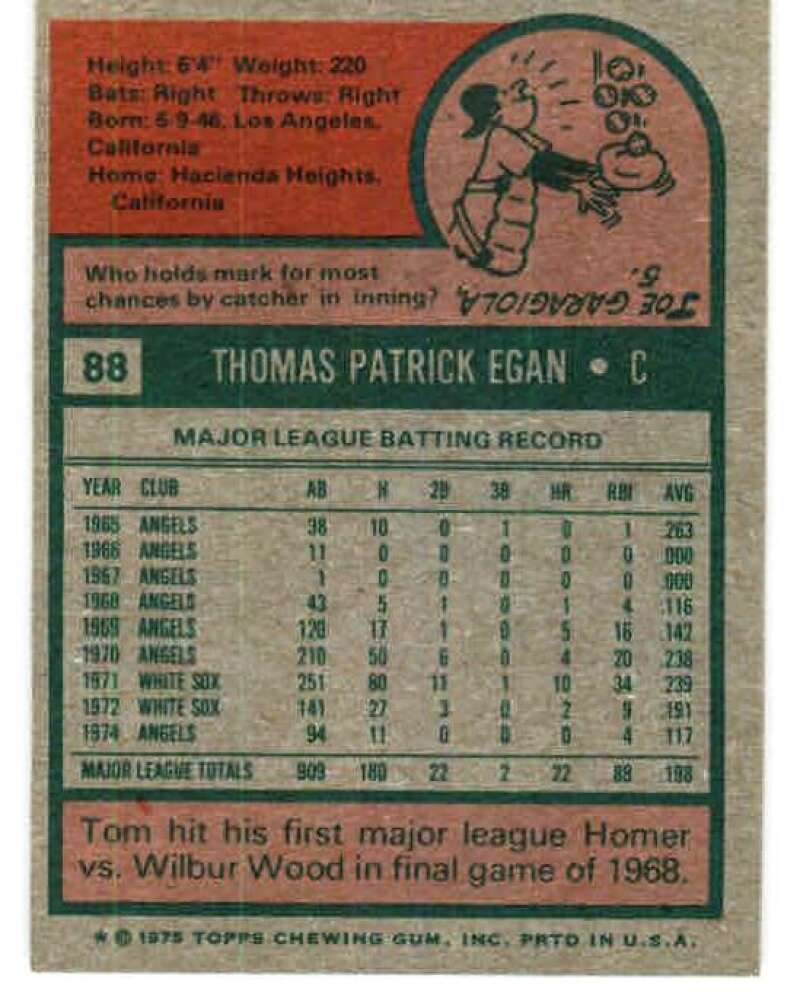 Height: 6'4" Weight: 220
Bats: Right Throws: Right
Born: 6-9-46, Los Angeles,
California
Home: Hacienda Heights,
California
Who holds mark for most
chances by catcher in inning?
JOE GARAGIOLA,
5.
88 THOMAS PATRICK EGAN • C
MAJOR LEAGUE BATTING RECORD
YEAR CLUB AB H 2B 3B HR RBI AVG
1965 ANGELS 38 10 0 1 0 1 .263
1966 ANGELS 11 0 0 0 0 0 .000
1967 ANGELS 1 0 0 0 0 0 .000
1968 ANGELS 43 5 1 0 1 4 .116
1969 ANGELS 120 17 1 0 5 16 .142
1970 ANGELS 210 50 6 0 4 20 .238
1971 WHITE SOX 251 60 11 1 10 34 .239
1972 WHITE SOX 141 27 3 0 2 9 .191
1974 ANGELS 94 11 0 0 0 4 .117
MAJOR LEAGUE TOTALS 909 180 22 2 22 88 .198
Tom hit his first major league Homer
vs. Wilbur Wood in final game of 1968.
★ © 1975 TOPPS CHEWING GUM, INC. PRTD IN U.S.A.